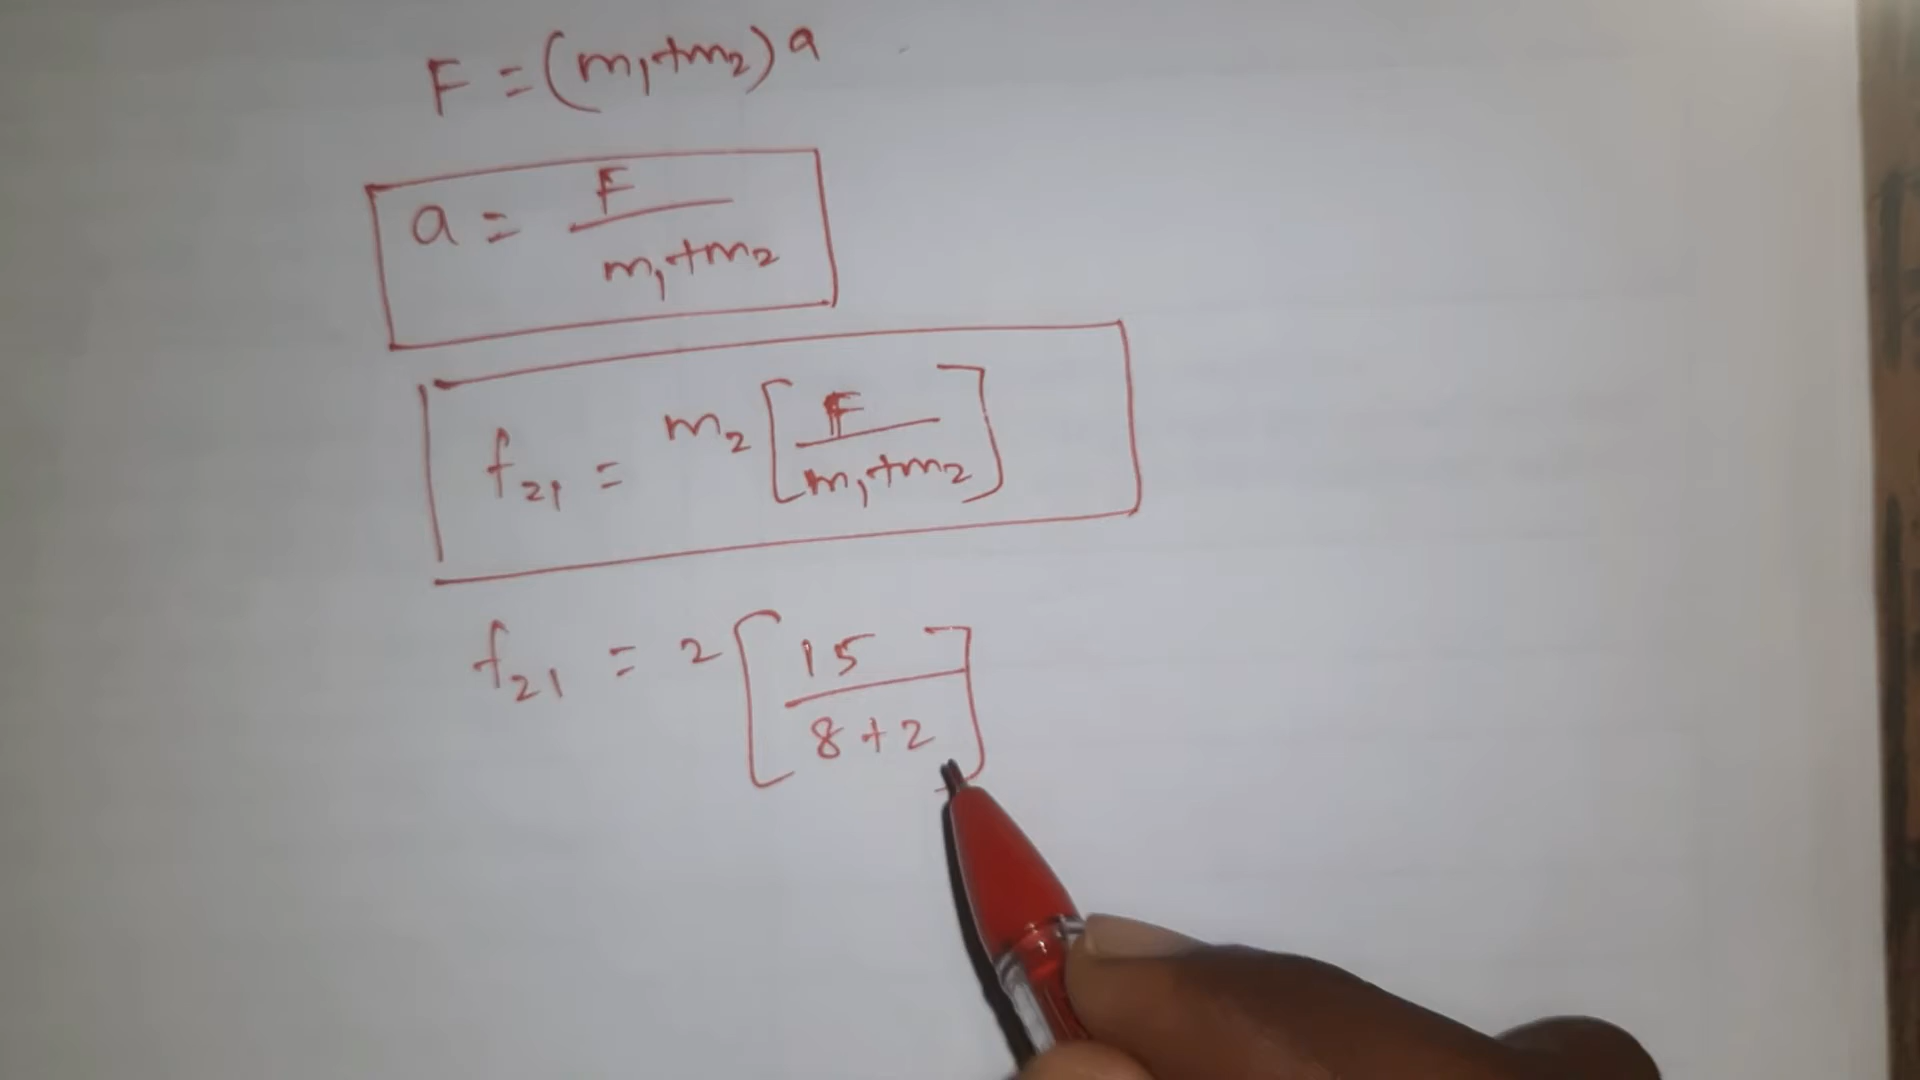 F = (m₁+m₂) a
a = F / m₁+m₂
f₂₁ = m₂ [F / m₁+m₂]
f₂₁ = 2 [15 / 8+2]